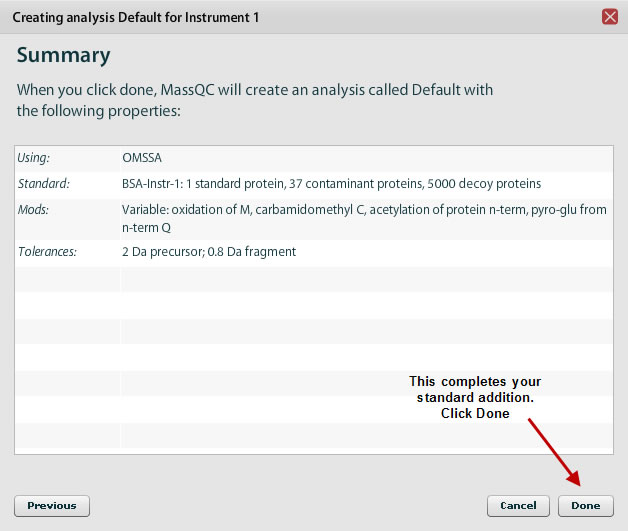 Creating analysis Default for Instrument 1
Summary
When you click done, MassQC will create an analysis called Default with
the following properties:
Using: OMSSA
Standard: BSA-Instr-1: 1 standard protein, 37 contaminant proteins, 5000 decoy proteins
Mods: Variable: oxidation of M, carbamidomethyl C, acetylation of protein n-term, pyro-glu from
n-term Q
Tolerances: 2 Da precursor; 0.8 Da fragment
This completes your
standard addition.
Click Done
Previous Cancel Done